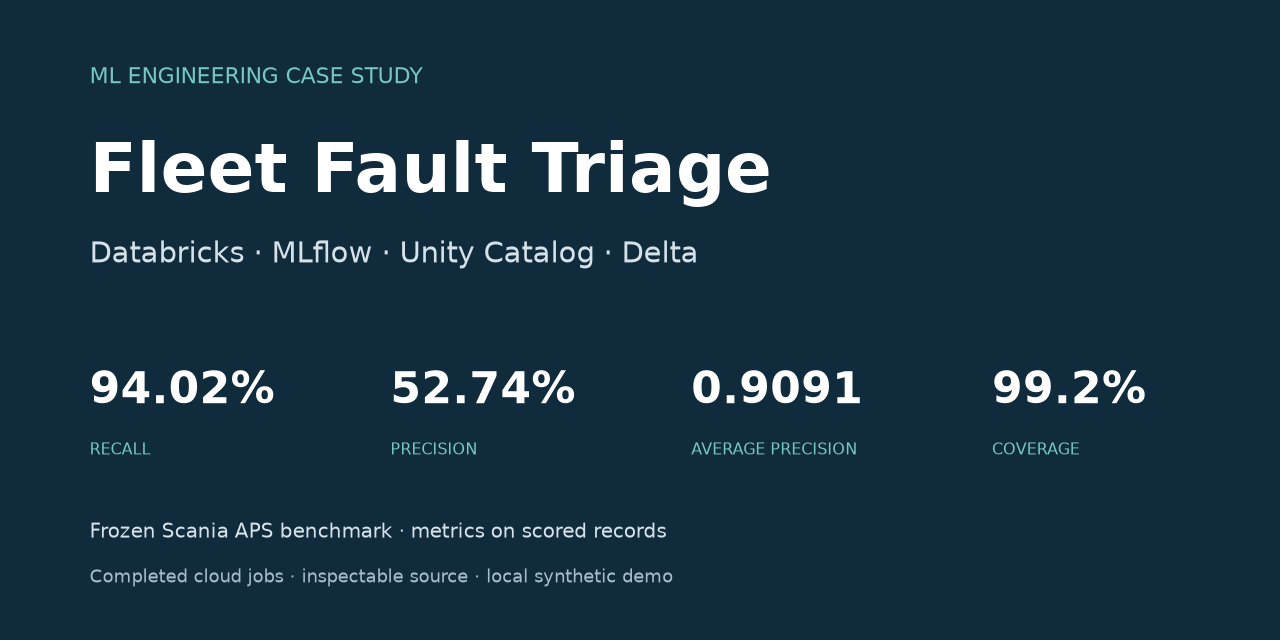 ML ENGINEERING CASE STUDY
Fleet Fault Triage
Databricks · MLflow · Unity Catalog · Delta
94.02% 52.74% 0.9091 99.2%
RECALL PRECISION AVERAGE PRECISION COVERAGE
Frozen Scania APS benchmark · metrics on scored records
Completed cloud jobs · inspectable source · local synthetic demo